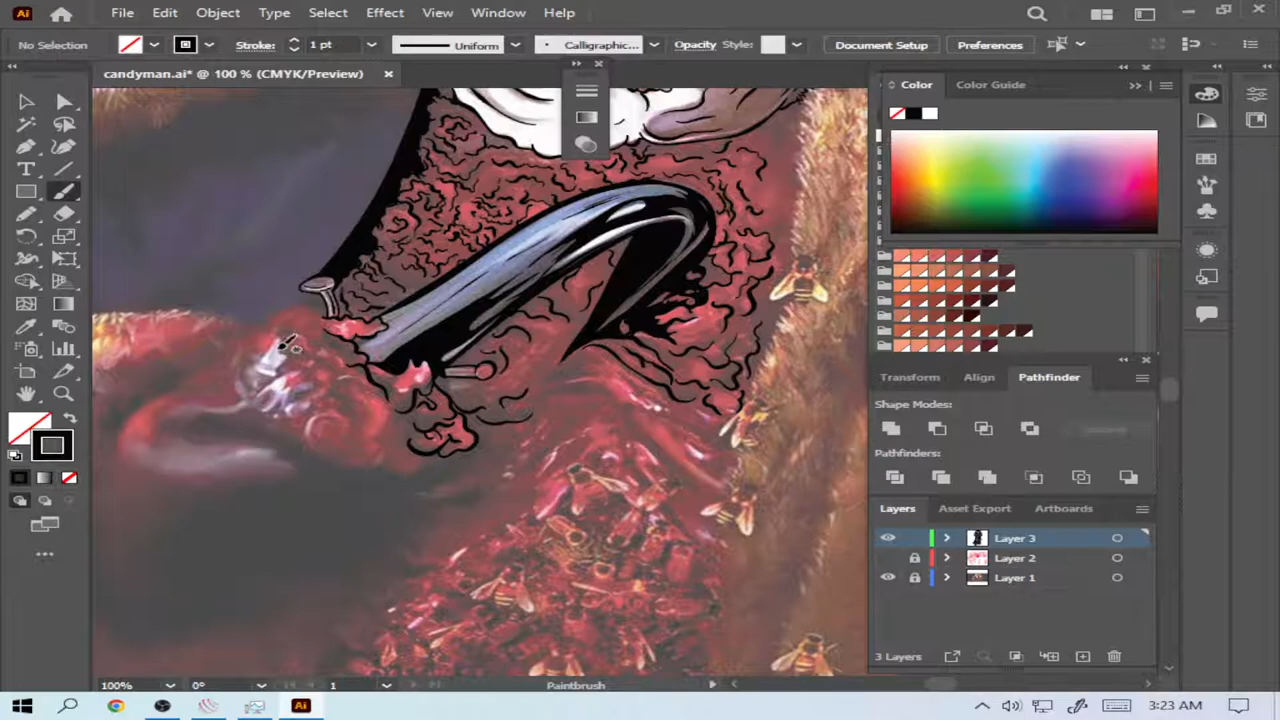 Ai File Edit Object Type Select Effect View Window Help
No Selection Stroke: 1 pt Uniform Calligraphic... Opacity Style: Document Setup Preferences
candyman.ai* @ 100 % (CMYK/Preview)
Color Color Guide
Transform Align Pathfinder
Shape Modes:
Pathfinders:
Layers Asset Export Artboards
Layer 3
Layer 2
Layer 1
3 Layers
100% 0° 1 Paintbrush
Ai 3:23 AM